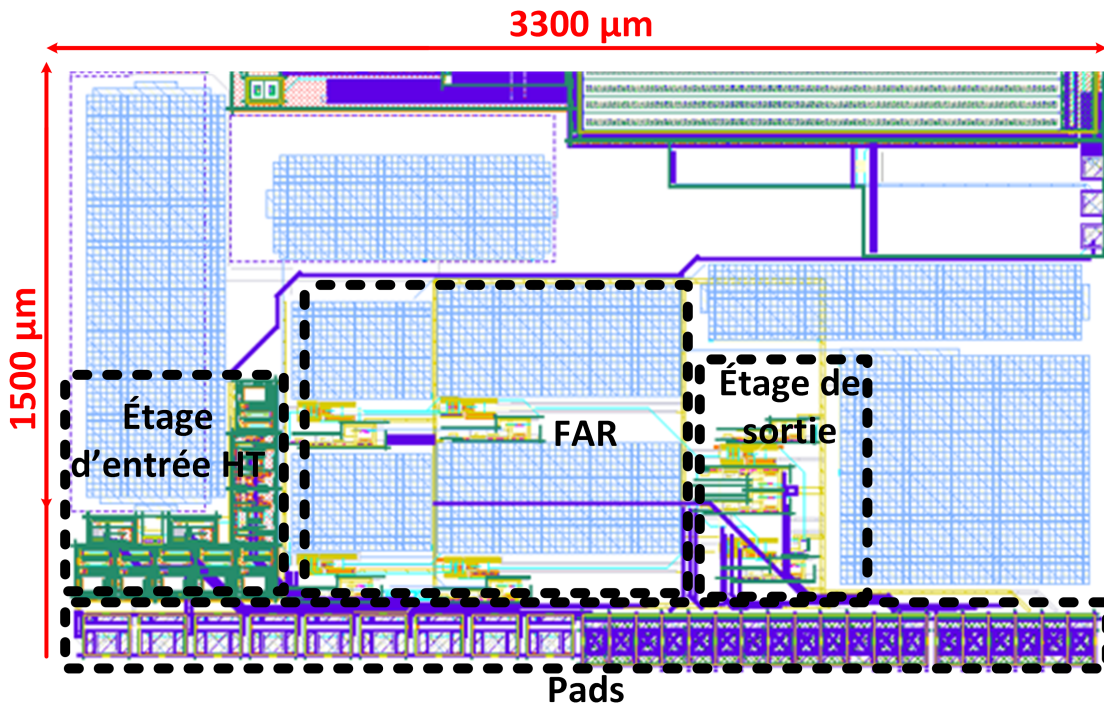 3300 µm
1500 µm
Étage
d'entrée HT
FAR
Étage de
sortie
Pads